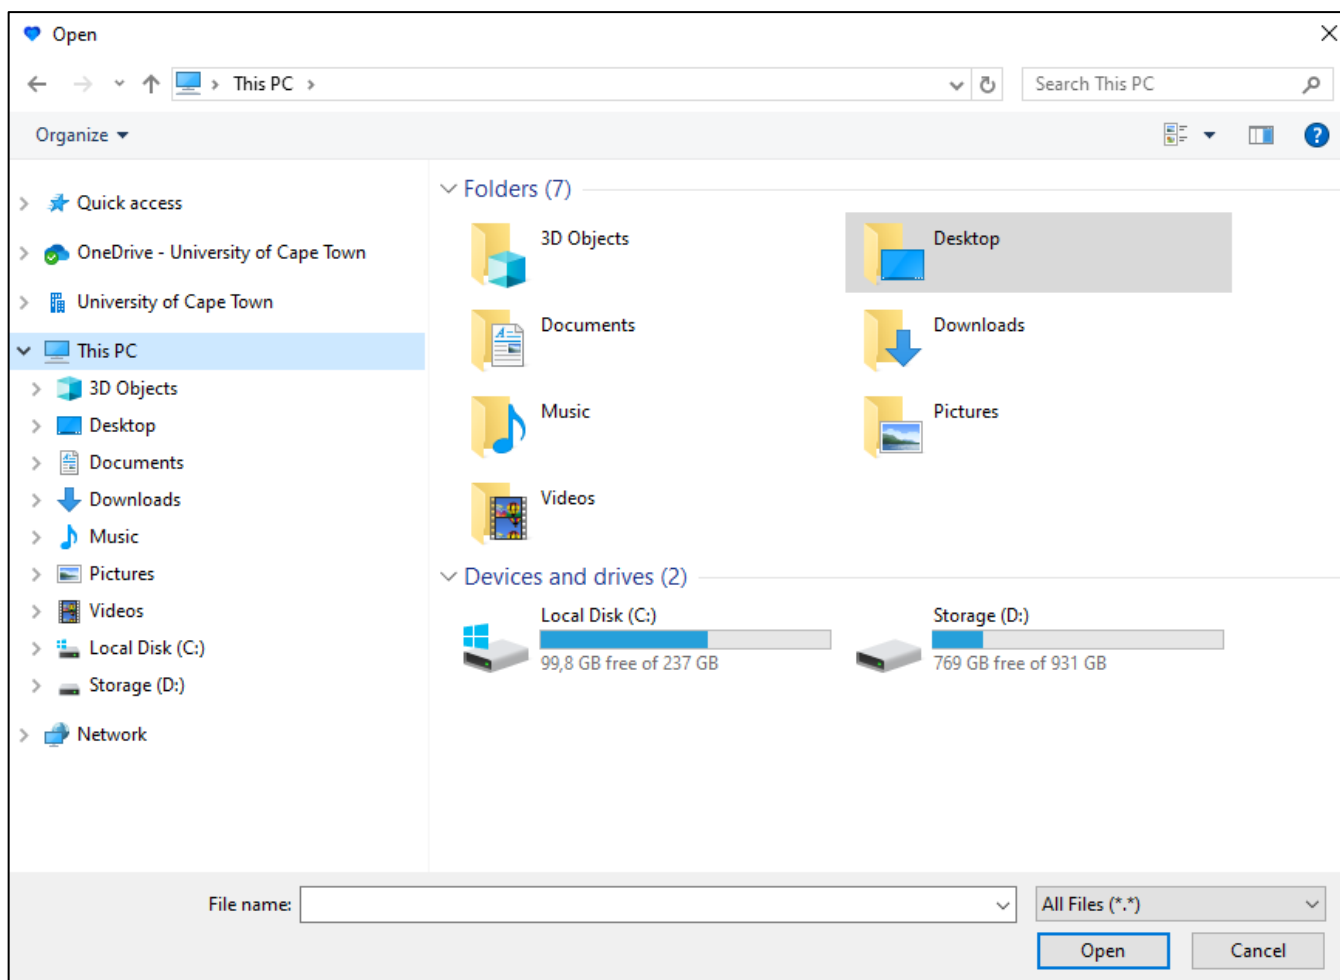 Open
This PC
Search This PC
Organize
Quick access
OneDrive - University of Cape Town
University of Cape Town
This PC
3D Objects
Desktop
Documents
Downloads
Music
Pictures
Videos
Local Disk (C:)
Storage (D:)
Network
Folders (7)
3D Objects
Desktop
Documents
Downloads
Music
Pictures
Videos
Devices and drives (2)
Local Disk (C:)
99,8 GB free of 237 GB
Storage (D:)
769 GB free of 931 GB
File name:
All Files (*.*)
Open
Cancel